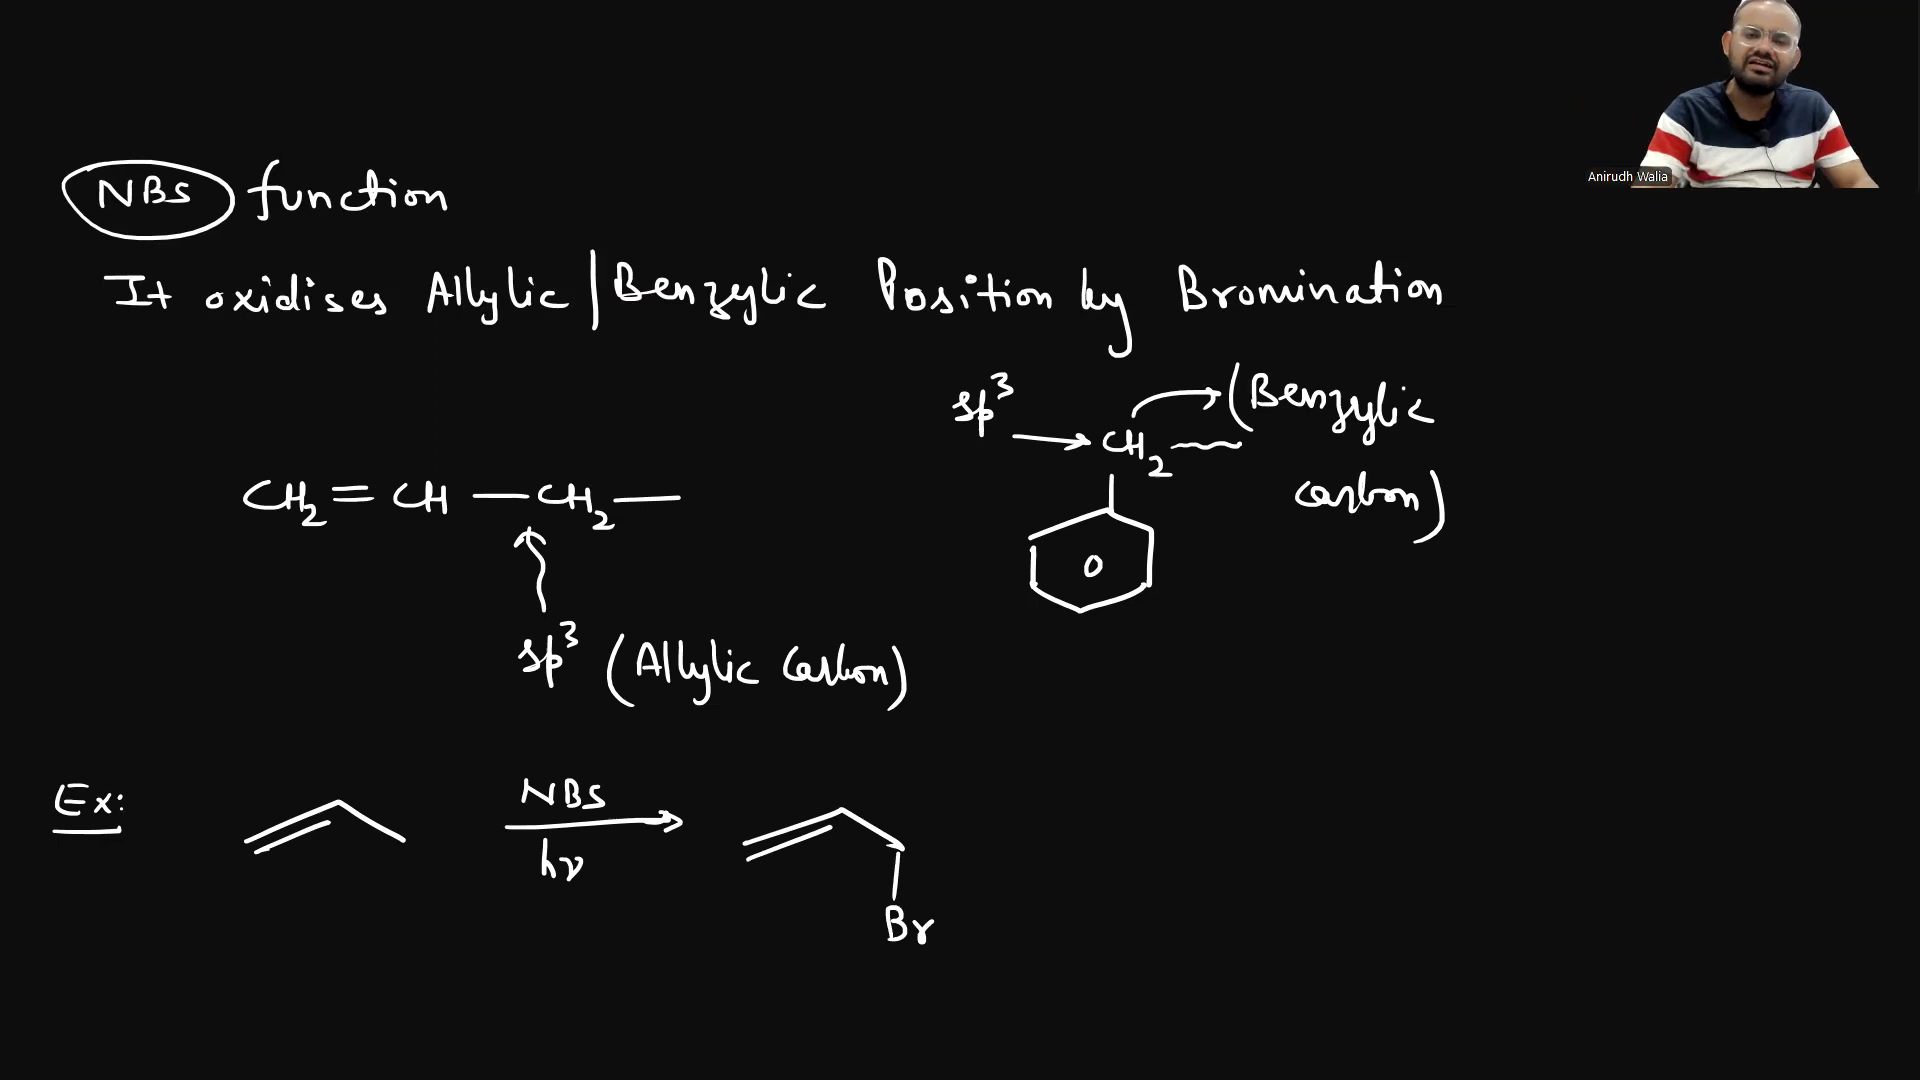 Anirudh Walia
NBS function
It oxidises Allylic | Benzylic Position by Bromination
sp³ → CH₂ (Benzylic
carbon)
CH₂ = CH — CH₂ —
sp³ (Allylic Carbon)
Ex: NBS
hν
Br